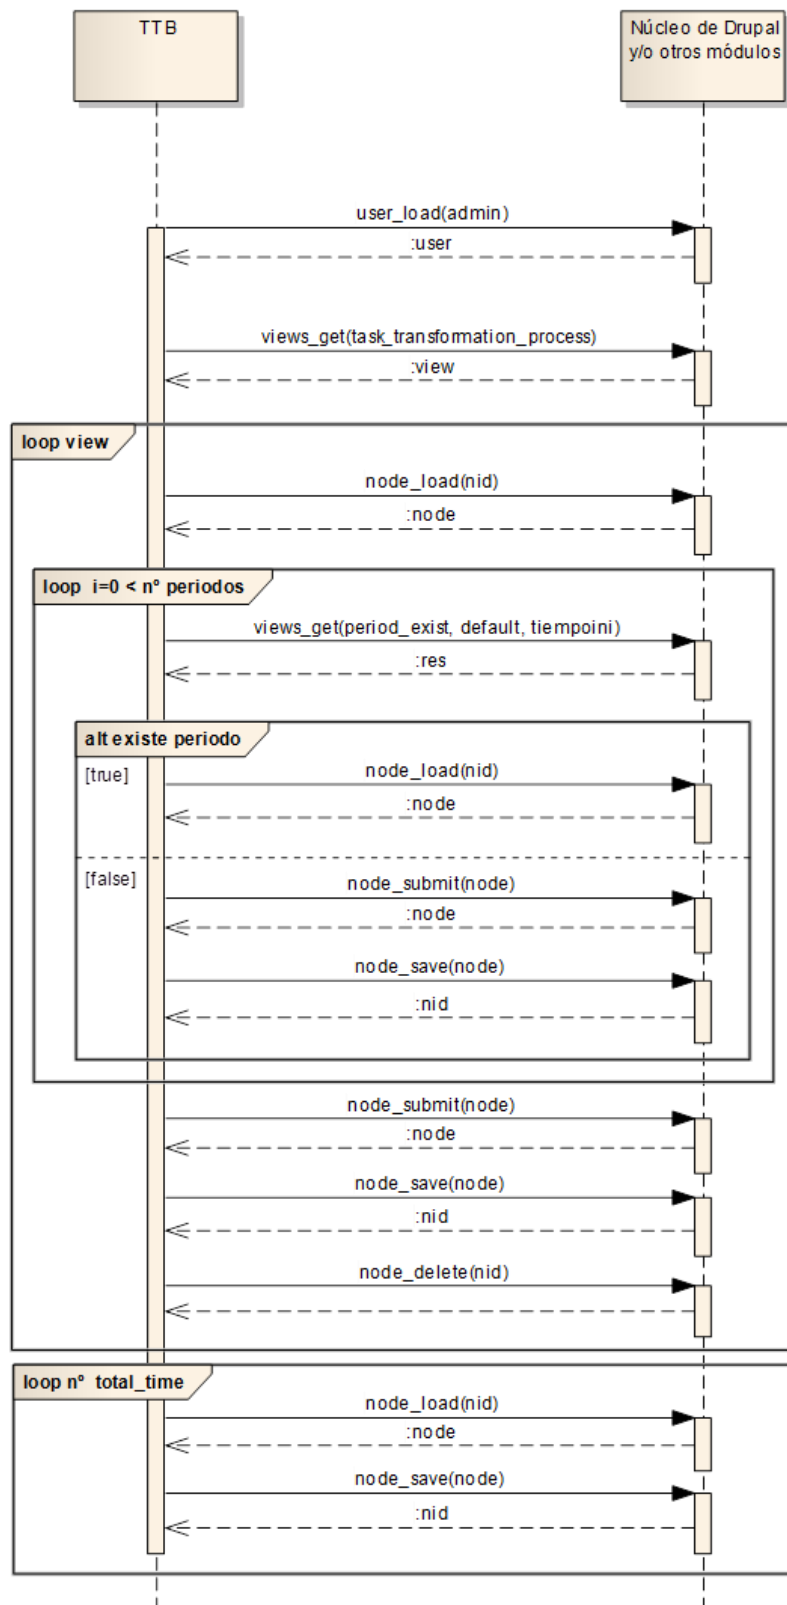 TTB
Núcleo de Drupal
y/o otros módulos
user_load(admin)
:user
views_get(task_transformation_process)
:view
loop view
node_load(nid)
:node
loop i=0 < nº periodos
views_get(period_exist, default, tiempoini)
:res
alt existe periodo
[true]
node_load(nid)
:node
[false]
node_submit(node)
:node
node_save(node)
:nid
node_submit(node)
:node
node_save(node)
:nid
node_delete(nid)
loop nº total_time
node_load(nid)
:node
node_save(node)
:nid